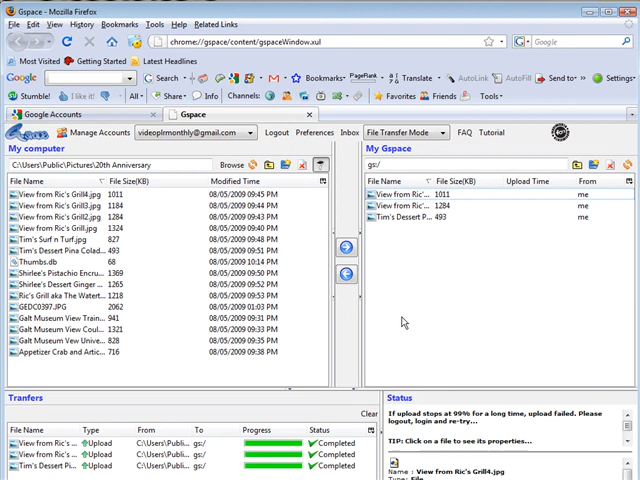 Gspace - Mozilla Firefox
File Edit View History Bookmarks Tools Help Related Links
chrome://gspace/content/gspaceWindow.xul
Google
Most Visited Getting Started Latest Headlines
Google Search Bookmarks PageRank Translate AutoLink AutoFill Send to Settings
Stumble! I like it! All Share Info Channels: Favorites Friends Tools
Google Accounts Gspace
Gspace Manage Accounts videoplrmonthly@gmail.com Logout Preferences Inbox File Transfer Mode FAQ Tutorial
My computer My Gspace
C:\Users\Public\Pictures\20th Anniversary Browse gs:/
File Name File Size(KB) Modified Time File Name File Size(KB) Upload Time From
View from Ric's Grill4.jpg 1011 08/05/2009 09:45 PM View from Ric'... 1011 me
View from Ric's Grill3.jpg 1184 08/05/2009 09:44 PM View from Ric'... 1284 me
View from Ric's Grill2.jpg 1284 08/05/2009 09:43 PM Tim's Dessert P... 493 me
View from Ric's Grill.jpg 1324 08/05/2009 09:40 PM
Tim's Surf n Turf.jpg 827 08/05/2009 09:48 PM
Tim's Dessert Pina Colad... 493 08/05/2009 09:51 PM
Thumbs.db 68 08/05/2009 10:14 PM
Shirlee's Pistachio Encru... 1369 08/05/2009 09:50 PM
Shirlee's Dessert Ginger ... 1265 08/05/2009 09:52 PM
Ric's Grill aka The Watert... 1218 08/05/2009 09:53 PM
GEDC0397.JPG 2062 08/05/2009 01:03 PM
Galt Museum View Train... 941 08/05/2009 09:31 PM
Galt Museum View Coul... 1321 08/05/2009 09:33 PM
Galt Museum View Unive... 828 08/05/2009 09:35 PM
Appetizer Crab and Artic... 716 08/05/2009 09:38 PM
Tranfers Status
Clear
File Name Type From To Progress Status
View from Ric's ... Upload C:\Users\Publi... gs:/ Completed
View from Ric's ... Upload C:\Users\Publi... gs:/ Completed
Tim's Dessert Pi... Upload C:\Users\Publi... gs:/ Completed
If upload stops at 99% for a long time, upload failed. Please
logout, login and re-try...
TIP: Click on a file to see its properties...
Name : View from Ric's Grill4.jpg
Type: File